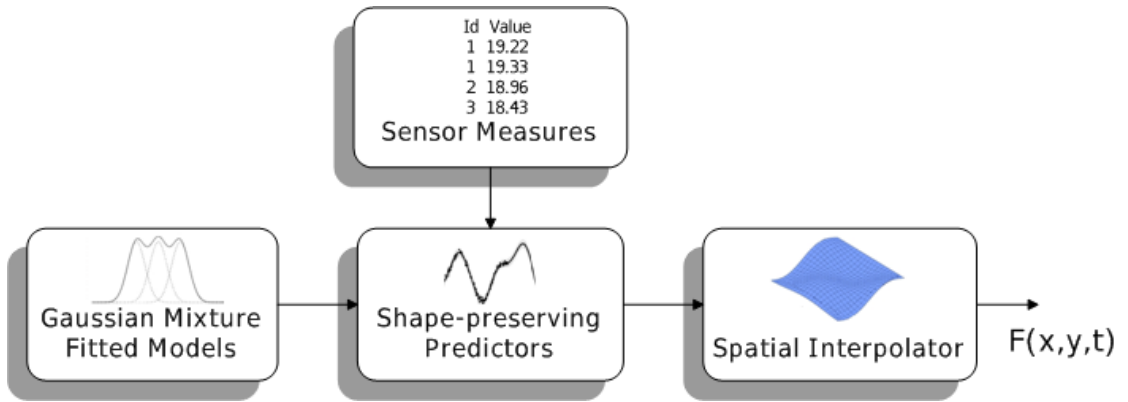 Id Value
1 19.22
1 19.33
2 18.96
3 18.43
Sensor Measures
Gaussian Mixture
Fitted Models
Shape-preserving
Predictors
Spatial Interpolator
F(x,y,t)